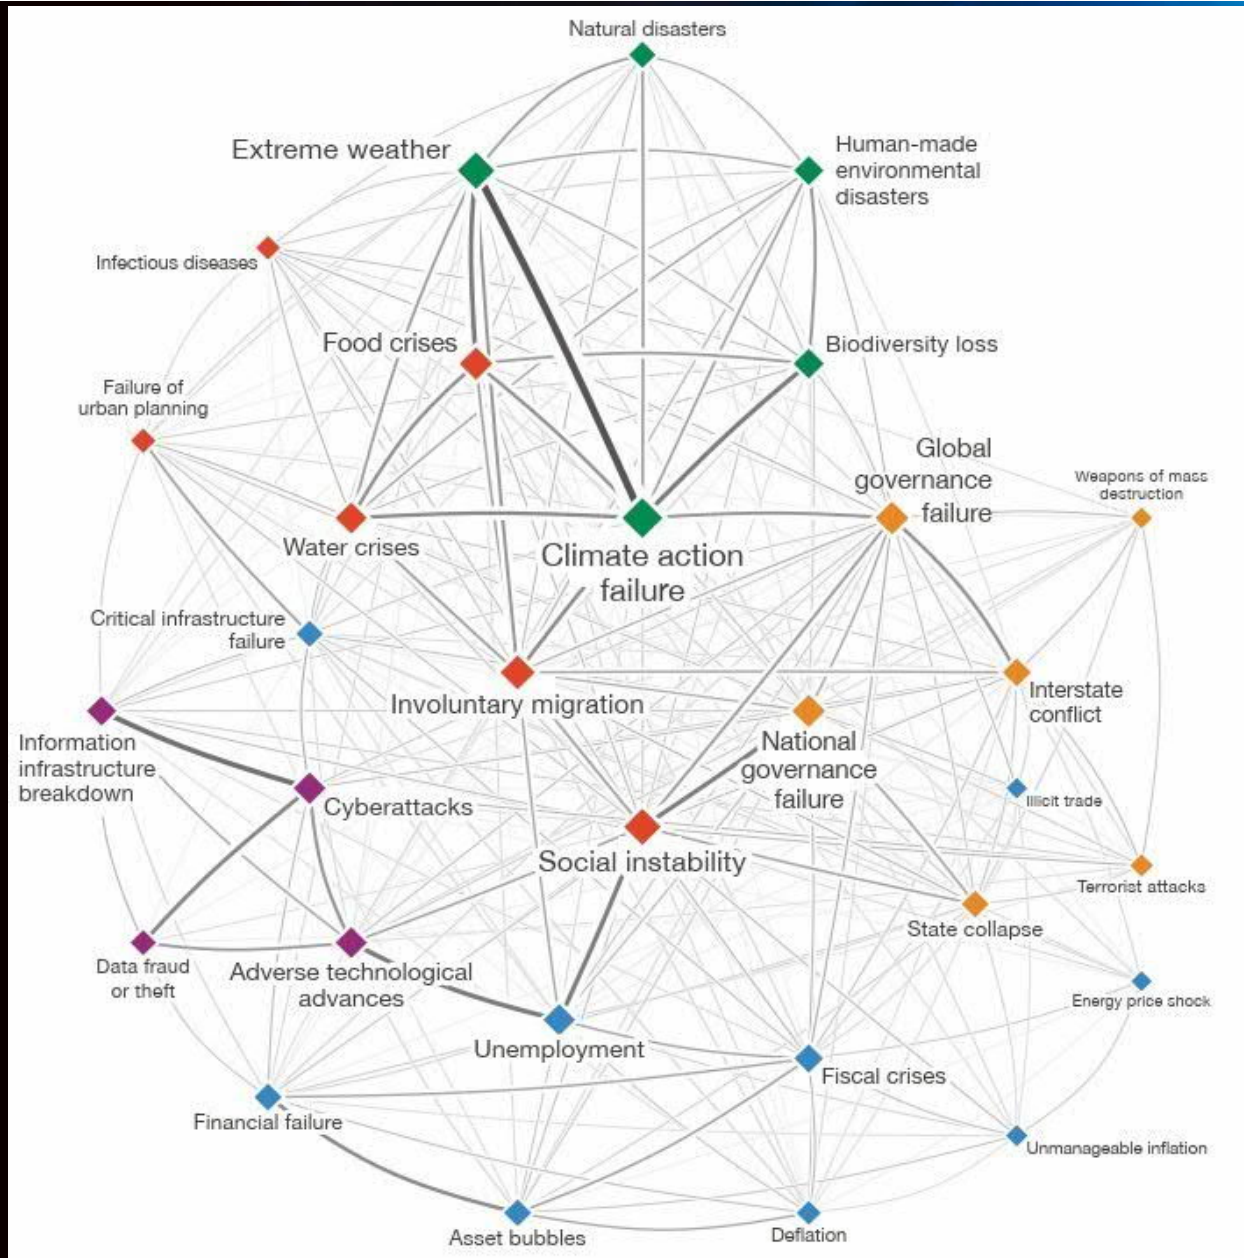 Natural disasters
Extreme weather
Human-made
environmental
disasters
Infectious diseases
Food crises
Biodiversity loss
Failure of
urban planning
Global
governance
failure
Weapons of mass
destruction
Water crises
Climate action
failure
Critical infrastructure
failure
Involuntary migration
Interstate
conflict
Information
infrastructure
breakdown
National
governance
failure
Cyberattacks
Illicit trade
Social instability
Terrorist attacks
State collapse
Data fraud
or theft
Adverse technological
advances
Energy price shock
Unemployment
Fiscal crises
Financial failure
Unmanageable inflation
Asset bubbles
Deflation